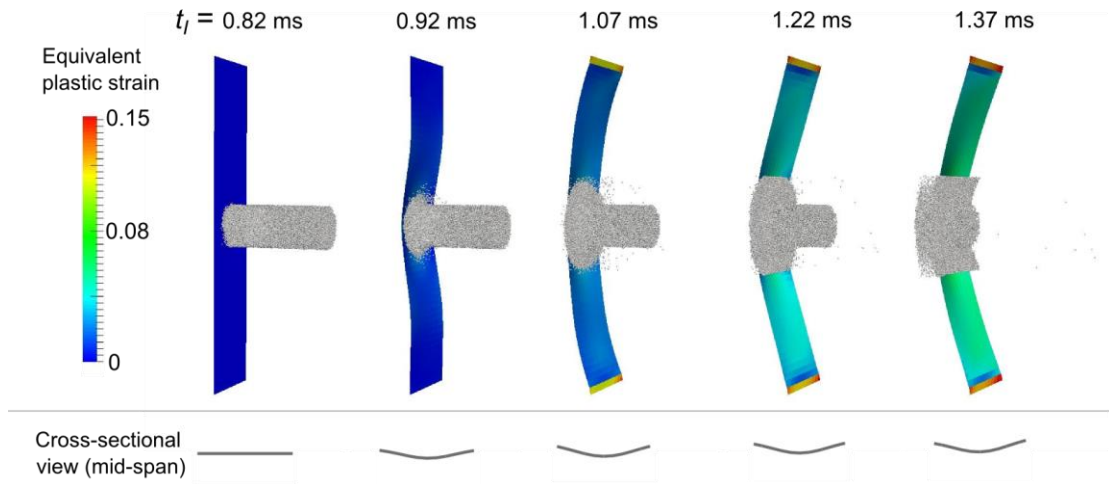 t_I = 0.82 ms 0.92 ms 1.07 ms 1.22 ms 1.37 ms
Equivalent
plastic strain
0.15
0.08
0
Cross-sectional
view (mid-span)